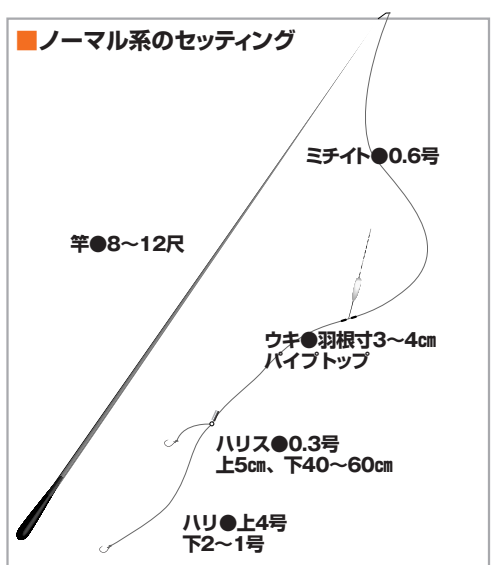 ■ノーマル系のセッティング
ミチイト●0.6号
竿●8〜12尺
ウキ●羽根寸3〜4㎝
パイプトップ
ハリス●0.3号
上5㎝、下40〜60㎝
ハリ●上4号
下2〜1号